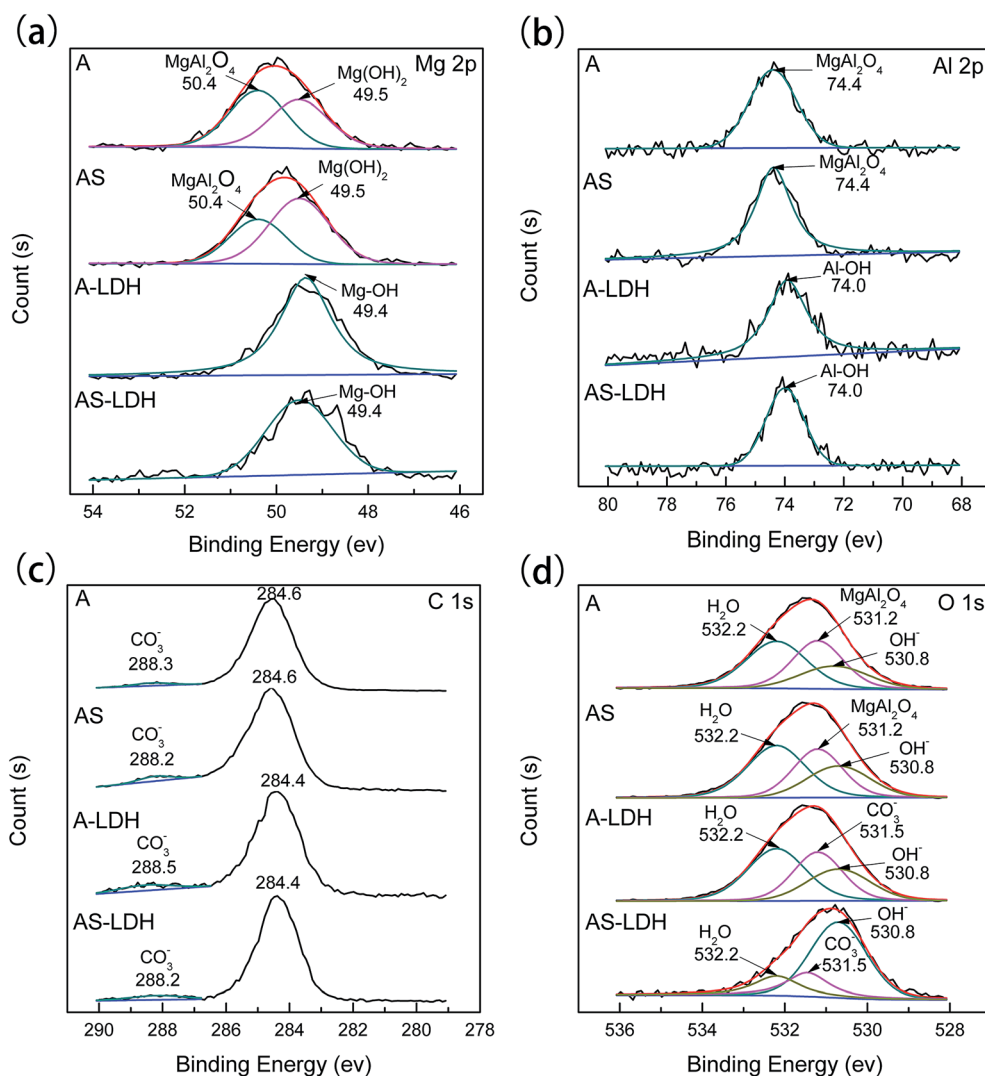 (a)
A
Mg 2p
MgAl2O4
50.4
Mg(OH)2
49.5
AS
MgAl2O4
50.4
Mg(OH)2
49.5
A-LDH
Mg-OH
49.4
AS-LDH
Mg-OH
49.4
Count (s)
54 52 50 48 46
Binding Energy (ev)
(b)
A
Al 2p
MgAl2O4
74.4
AS
MgAl2O4
74.4
A-LDH
Al-OH
74.0
AS-LDH
Al-OH
74.0
Count (s)
80 78 76 74 72 70 68
Binding Energy (ev)
(c)
A
C 1s
284.6
CO3-
288.3
AS
284.6
CO3-
288.2
A-LDH
284.4
CO3-
288.5
AS-LDH
284.4
CO3-
288.2
Count (s)
290 288 286 284 282 280 278
Binding Energy (ev)
(d)
A
O 1s
H2O
532.2
MgAl2O4
531.2
OH-
530.8
AS
H2O
532.2
MgAl2O4
531.2
OH-
530.8
A-LDH
H2O
532.2
CO3-
531.5
OH-
530.8
AS-LDH
H2O
532.2
OH-
530.8
CO3-
531.5
Count (s)
536 534 532 530 528
Binding Energy (ev)